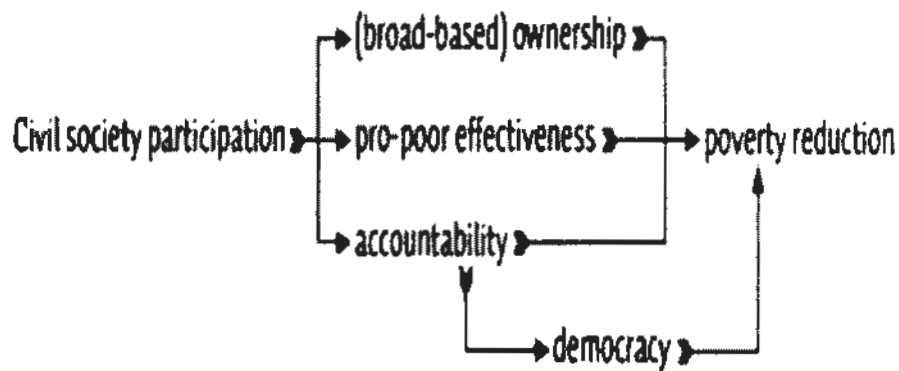 (broad-based) ownership
Civil society participation
pro-poor effectiveness
poverty reduction
accountability
democracy